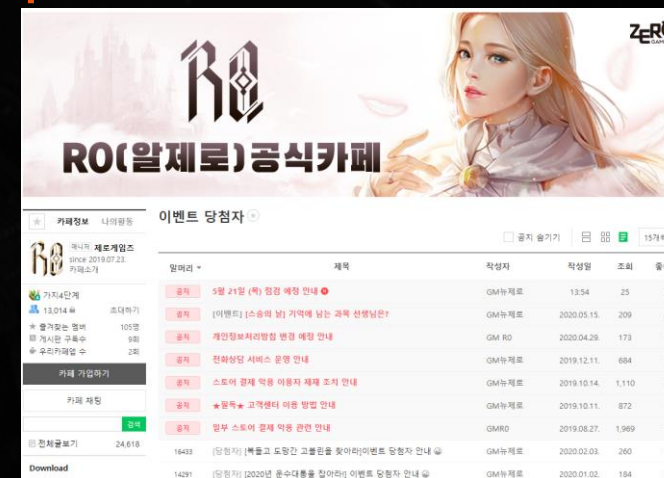 ZERO
GAM
R0
R0(알제로)공식카페
카페정보 나의활동
이벤트 당첨자
공지 숨기기
15개씩
매니저 제로게임즈
since 2019.07.23.
카페소개
말머리 제목 작성자 작성일 조회 좋아
공지 5월 21일 (목) 점검 예정 안내 GM뉴제로 13:54 25
가지4단계
공지 [이벤트] [스승의 날] 기억에 남는 과목 선생님은? GM뉴제로 2020.05.15. 209
13,014 초대하기
공지 개인정보처리방침 변경 예정 안내 GM R0 2020.04.29. 173
즐겨찾는 멤버 105명
게시판 구독수 9회
우리카페앱 수 2회
공지 전화상담 서비스 운영 안내 GM뉴제로 2019.12.11. 684
카페 가입하기
공지 스토어 결제 악용 이용자 제재 조치 안내 GM뉴제로 2019.10.14. 1,110
카페 채팅
공지 ★필독★ 고객센터 이용 방법 안내 GM뉴제로 2019.10.11. 872
검색
공지 일부 스토어 결제 악용 관련 안내 GMR0 2019.08.27. 1,969
전체글보기 24,618
16433 [당첨자] [복들고 도망간 고블린을 찾아라]이벤트 당첨자 안내 GM뉴제로 2020.02.03. 260
Download
14291 [당첨자] [2020년 운수대통을 잡아라!] 이벤트 당첨자 안내 GM뉴제로 2020.01.02. 184